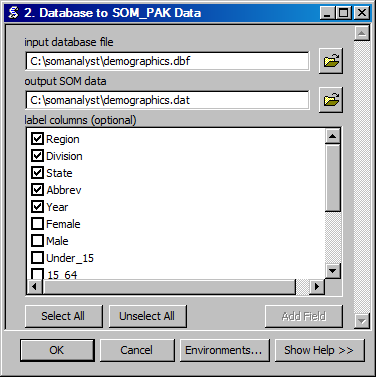 2. Database to SOM_PAK Data
input database file
C:\somanalyst\demographics.dbf
output SOM data
C:\somanalyst\demographics.dat
label columns (optional)
Region
Division
State
Abbrev
Year
Female
Male
Under_15
15_64
Select All Unselect All Add Field
OK Cancel Environments... Show Help >>